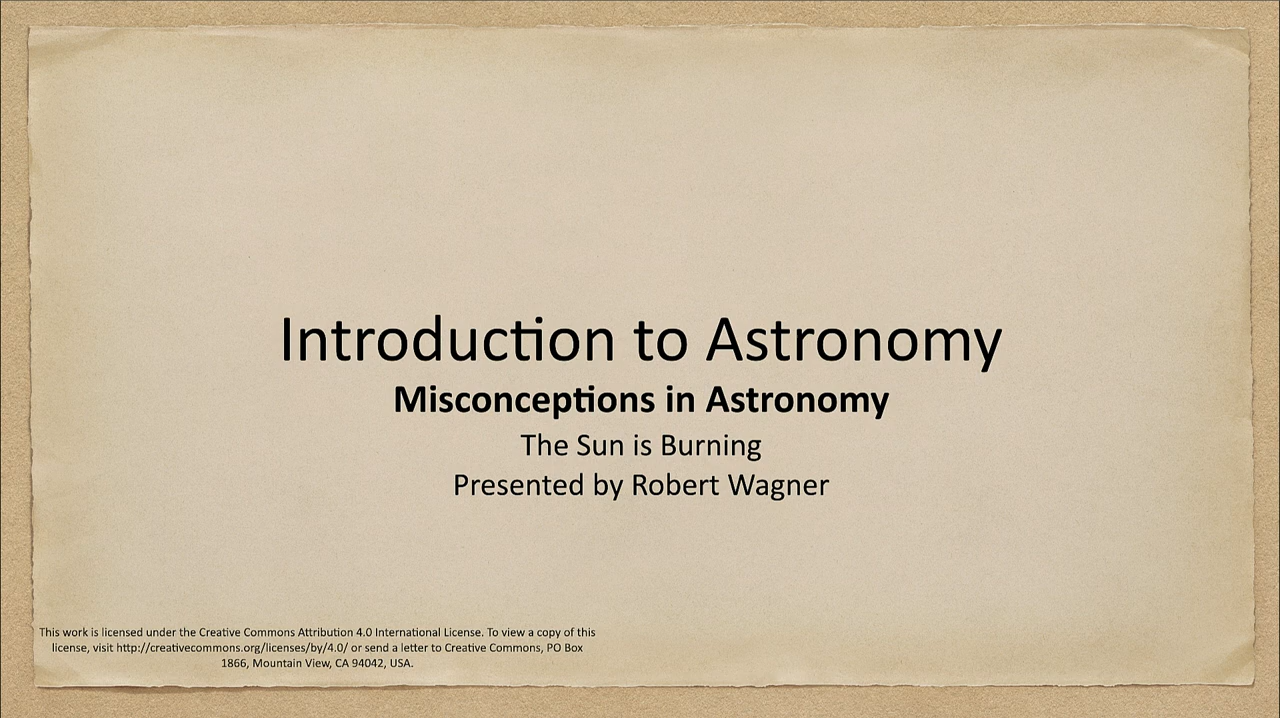 Introduction to Astronomy
Misconceptions in Astronomy
The Sun is Burning
Presented by Robert Wagner
This work is licensed under the Creative Commons Attribution 4.0 International License. To view a copy of this
license, visit http://creativecommons.org/licenses/by/4.0/ or send a letter to Creative Commons, PO Box
1866, Mountain View, CA 94042, USA.